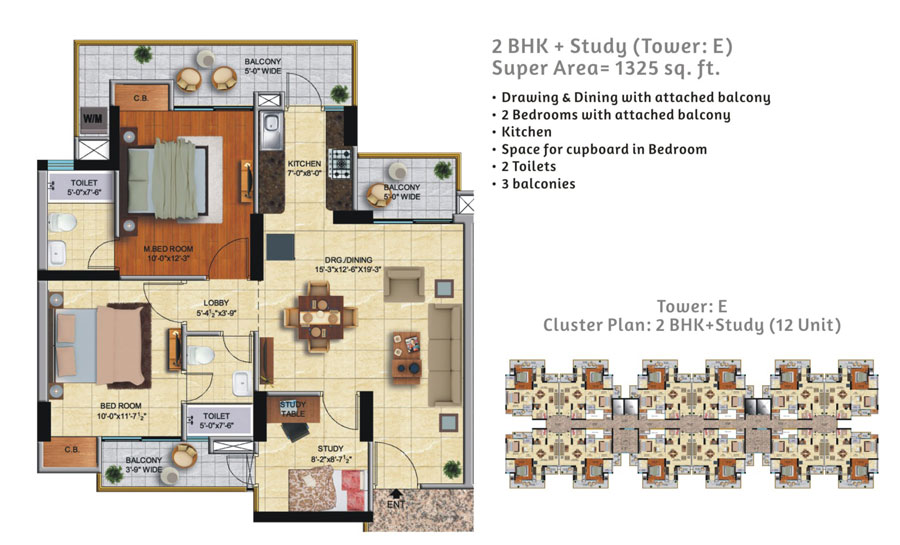 2 BHK + Study (Tower: E)
Super Area= 1325 sq. ft.
• Drawing & Dining with attached balcony
• 2 Bedrooms with attached balcony
• Kitchen
• Space for cupboard in Bedroom
• 2 Toilets
• 3 balconies
BALCONY
5'-0" WIDE
C.B.
W/M
KITCHEN
7'-0"x8'-0"
TOILET
5'-0"x7'-6"
BALCONY
5'-0" WIDE
M.BED ROOM
10'-0"x12'-3"
DRG./DINING
15'-3"x12'-6"X19'-3"
LOBBY
5'-4½"x3'-9"
BED ROOM
10'-0"x11'-7½"
TOILET
5'-0"x7'-6"
STUDY
TABLE
STUDY
8'-2"x8'-7½"
C.B.
BALCONY
3'-9" WIDE
ENT.
Tower: E
Cluster Plan: 2 BHK+Study (12 Unit)